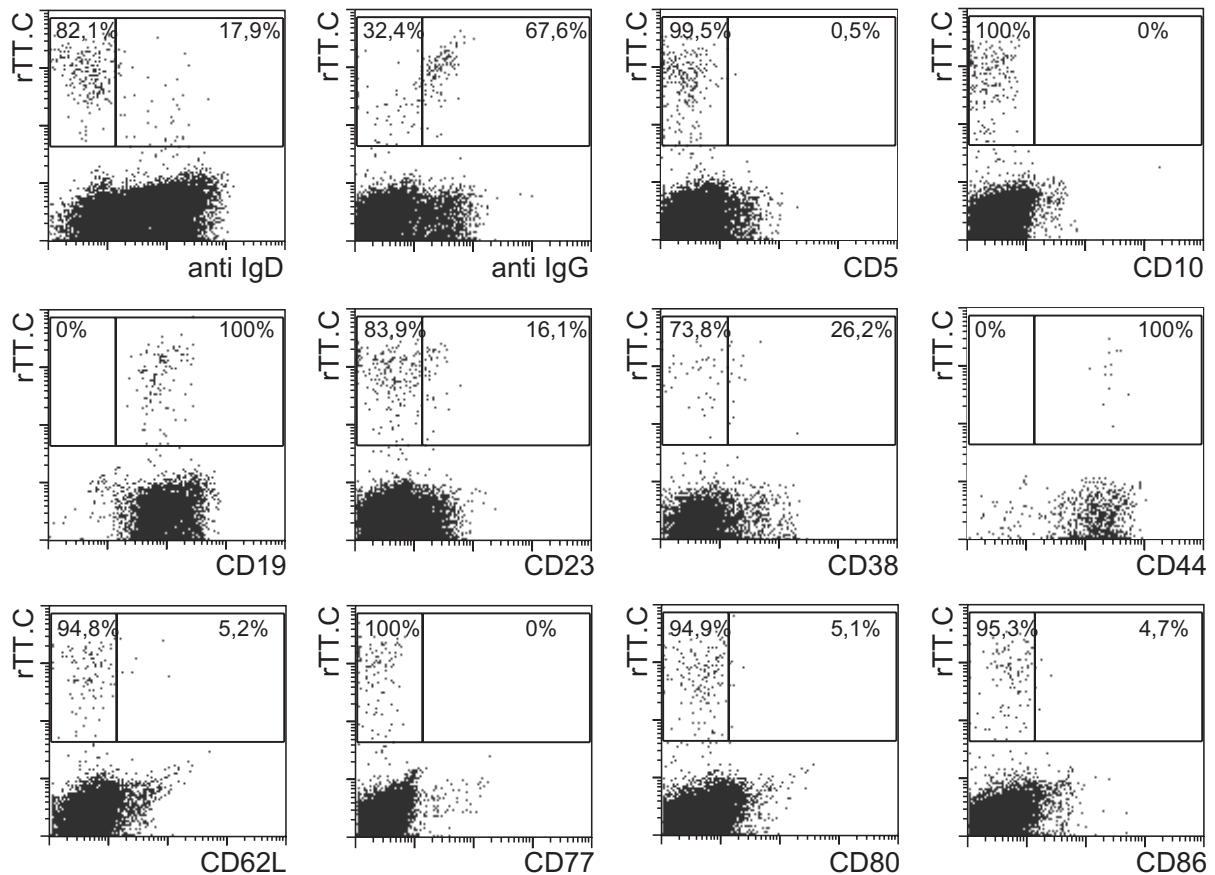 rTT.C 82,1% 17,9%
anti IgD
rTT.C 32,4% 67,6%
anti IgG
rTT.C 99,5% 0,5%
CD5
rTT.C 100% 0%
CD10
rTT.C 0% 100%
CD19
rTT.C 83,9% 16,1%
CD23
rTT.C 73,8% 26,2%
CD38
rTT.C 0% 100%
CD44
rTT.C 94,8% 5,2%
CD62L
rTT.C 100% 0%
CD77
rTT.C 94,9% 5,1%
CD80
rTT.C 95,3% 4,7%
CD86